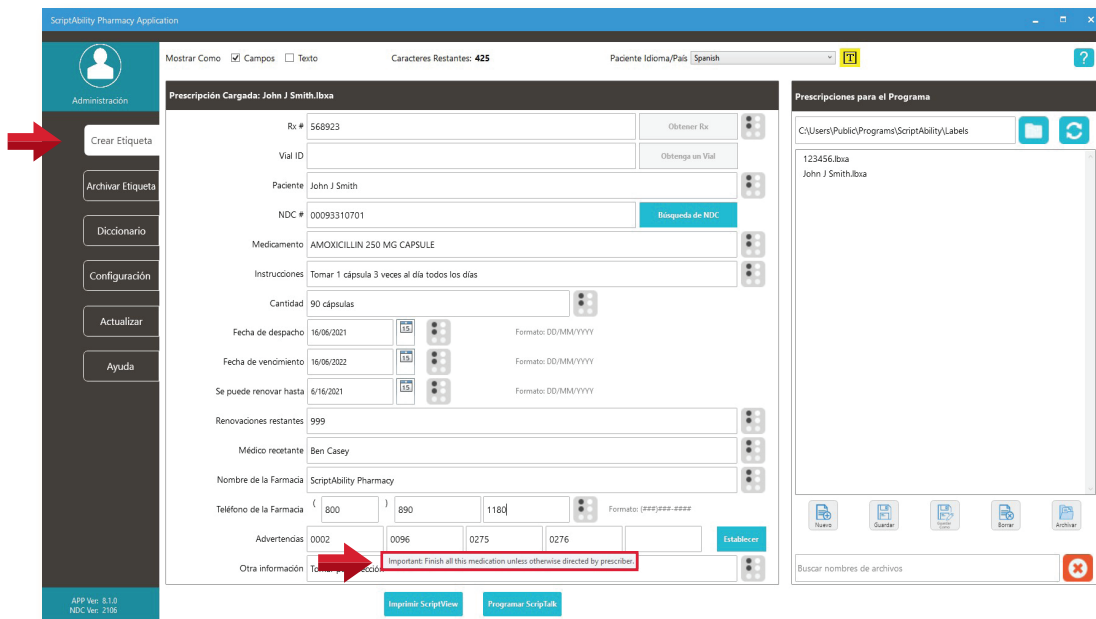 ScriptAbility Pharmacy Application
Administración
Crear Etiqueta
Archivar Etiqueta
Diccionario
Configuración
Actualizar
Ayuda
APP Ver: 8.1.0
NDC Ver: 2106
Mostrar Como Campos Texto Caracteres Restantes: 425 Paciente Idioma/País Spanish T ?
Prescripción Cargada: John J Smith.lbxa
Rx # 568923 Obtener Rx
Vial ID Obtenga un Vial
Paciente John J Smith
NDC # 00093310701 Búsqueda de NDC
Medicamento AMOXICILLIN 250 MG CAPSULE
Instrucciones Tomar 1 cápsula 3 veces al día todos los días
Cantidad 90 cápsulas
Fecha de despacho 16/06/2021 15 Formato: DD/MM/YYYY
Fecha de vencimiento 16/06/2022 15 Formato: DD/MM/YYYY
Se puede renovar hasta 6/16/2021 15 Formato: DD/MM/YYYY
Renovaciones restantes 999
Médico recetante Ben Casey
Nombre de la Farmacia ScriptAbility Pharmacy
Teléfono de la Farmacia ( 800 ) 890 1180 Formato: (###)###-####
Advertencias 0002 0096 0275 0276 Establecer
Important: Finish all this medication unless otherwise directed by prescriber.
Otra información
Imprimir ScriptView Programar ScripTalk
Prescripciones para el Programa
C:\Users\Public\Programs\ScriptAbility\Labels
123456.lbxa
John J Smith.lbxa
Nuevo Guardar Borrar Archivar
Buscar nombres de archivos